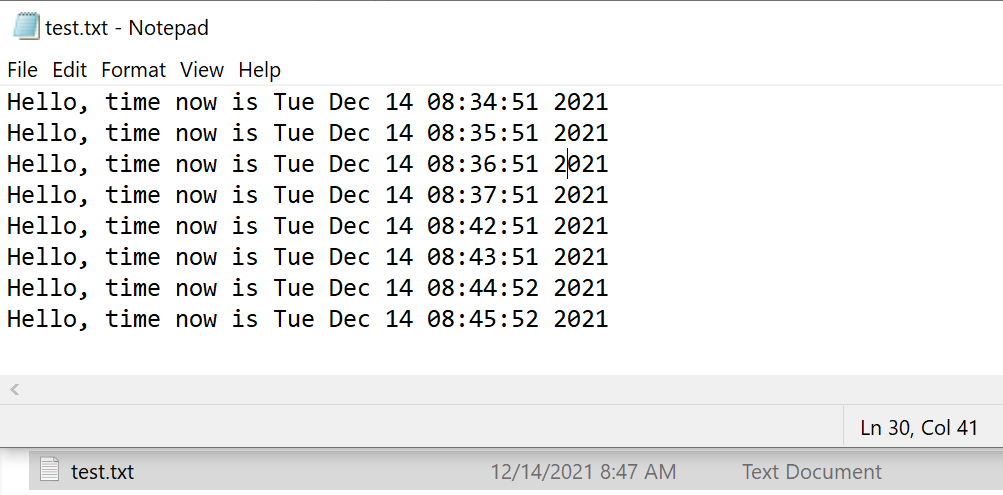 test.txt - Notepad
File Edit Format View Help
Hello, time now is Tue Dec 14 08:34:51 2021
Hello, time now is Tue Dec 14 08:35:51 2021
Hello, time now is Tue Dec 14 08:36:51 2021
Hello, time now is Tue Dec 14 08:37:51 2021
Hello, time now is Tue Dec 14 08:42:51 2021
Hello, time now is Tue Dec 14 08:43:51 2021
Hello, time now is Tue Dec 14 08:44:52 2021
Hello, time now is Tue Dec 14 08:45:52 2021
Ln 30, Col 41
test.txt 12/14/2021 8:47 AM Text Document